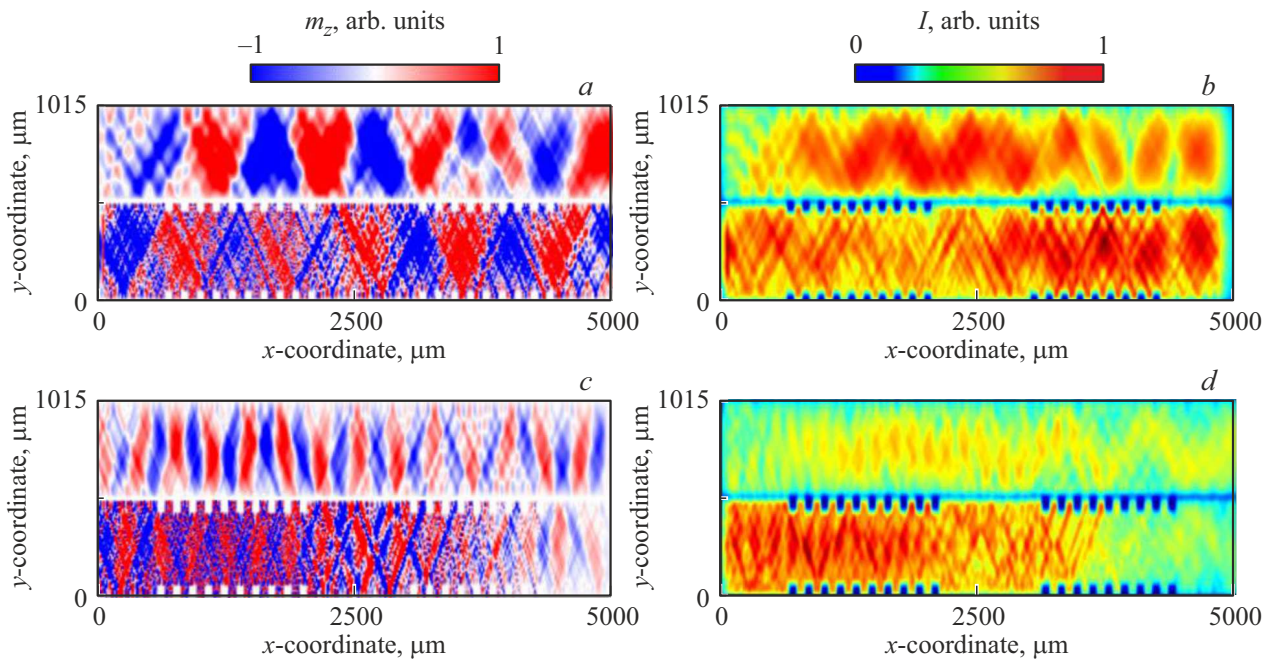 m_z, arb. units
–1 1
I, arb. units
0 1
a
1015
y-coordinate, μm
0
0 2500 5000
x-coordinate, μm
b
1015
y-coordinate, μm
0
0 2500 5000
x-coordinate, μm
c
1015
y-coordinate, μm
0
0 2500 5000
x-coordinate, μm
d
1015
y-coordinate, μm
0
0 2500 5000
x-coordinate, μm